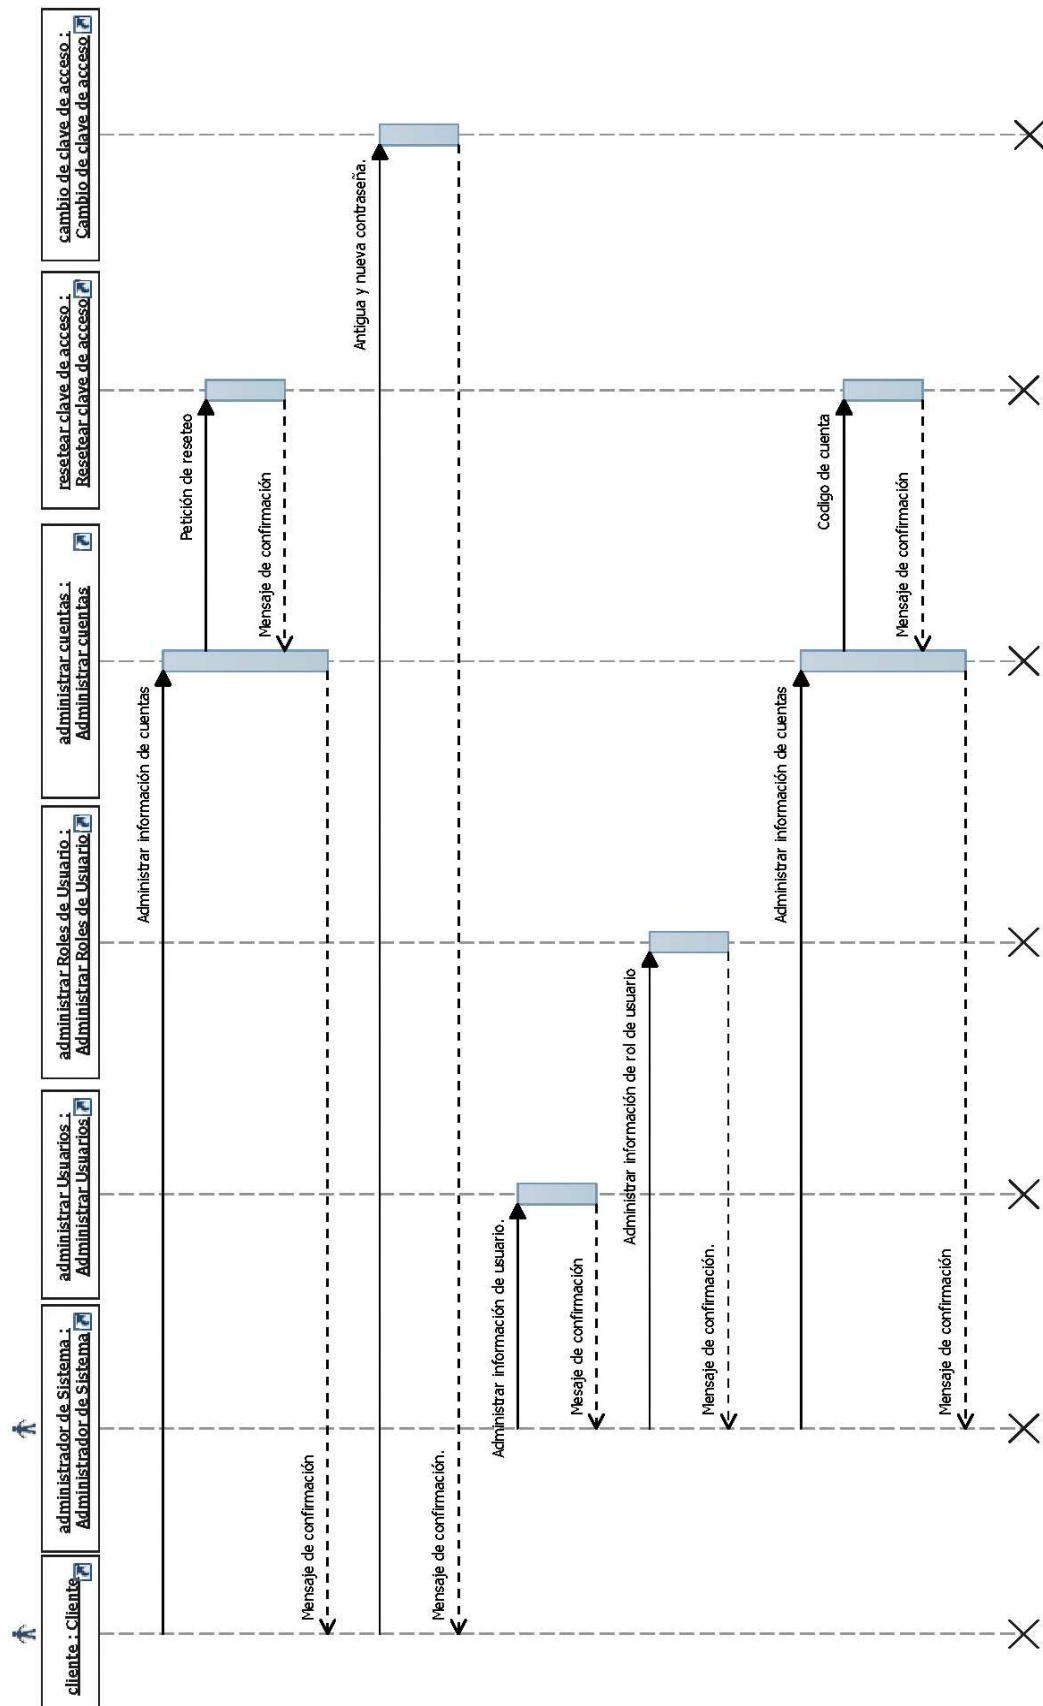 cliente : Cliente
administrador de Sistema :
Administrador de Sistema
administrar Usuarios :
Administrar Usuarios
administrar Roles de Usuario :
Administrar Roles de Usuario
administrar cuentas :
Administrar cuentas
resetear clave de acceso :
Resetear clave de acceso
cambio de clave de acceso :
Cambio de clave de acceso
Administrar información de cuentas
Petición de reseteo
Mensaje de confirmación
Mensaje de confirmación
Antigua y nueva contraseña.
Mensaje de confirmación.
Administrar información de usuario.
Mesaje de confirmación
Administrar información de rol de usuario
Mensaje de confirmación.
Administrar información de cuentas
Codigo de cuenta
Mensaje de confirmación
Mensaje de confirmación